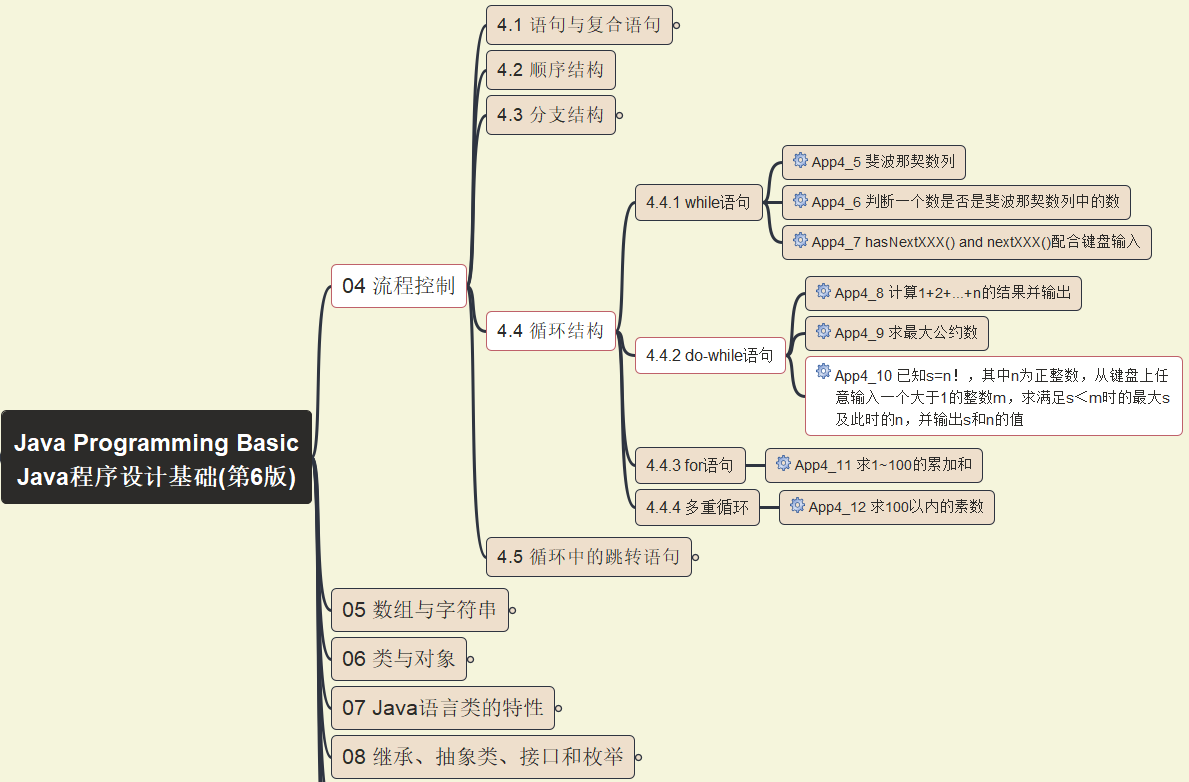 Java Programming Basic
Java程序设计基础(第6版)
04 流程控制
4.1 语句与复合语句
4.2 顺序结构
4.3 分支结构
4.4 循环结构
4.4.1 while语句
App4_5 斐波那契数列
App4_6 判断一个数是否是斐波那契数列中的数
App4_7 hasNextXXX() and nextXXX()配合键盘输入
4.4.2 do-while语句
App4_8 计算1+2+...+n的结果并输出
App4_9 求最大公约数
App4_10 已知s=n！，其中n为正整数，从键盘上任
意输入一个大于1的整数m，求满足s＜m时的最大s
及此时的n，并输出s和n的值
4.4.3 for语句
App4_11 求1~100的累加和
4.4.4 多重循环
App4_12 求100以内的素数
4.5 循环中的跳转语句
05 数组与字符串
06 类与对象
07 Java语言类的特性
08 继承、抽象类、接口和枚举